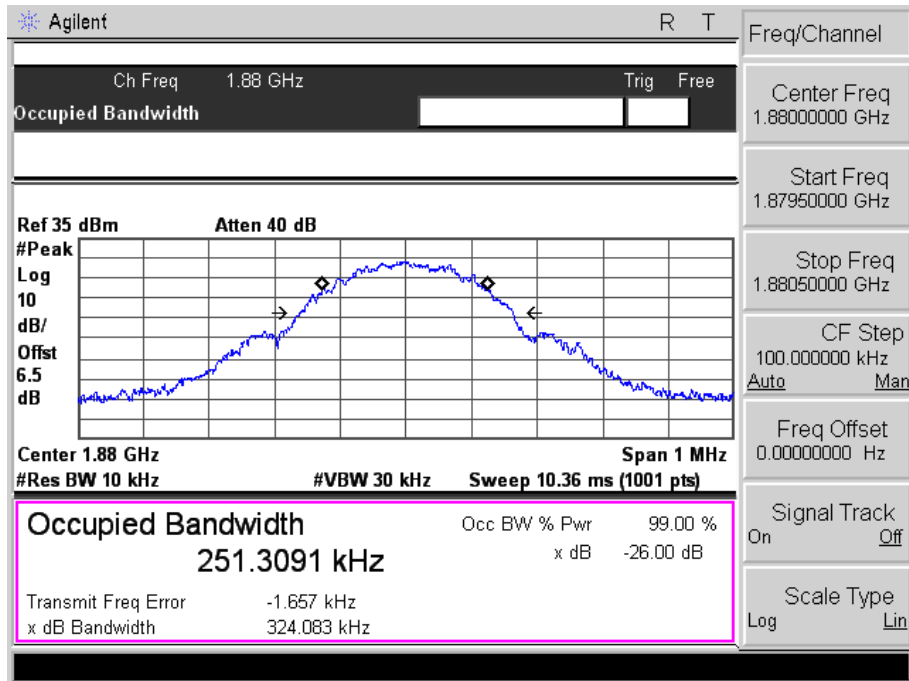 Agilent R T
Ch Freq 1.88 GHz Trig Free
Occupied Bandwidth
Ref 35 dBm Atten 40 dB
#Peak
Log
10
dB/
Offst
6.5
dB
Center 1.88 GHz Span 1 MHz
#Res BW 10 kHz #VBW 30 kHz Sweep 10.36 ms (1001 pts)
Occupied Bandwidth Occ BW % Pwr 99.00 %
251.3091 kHz x dB -26.00 dB
Transmit Freq Error -1.657 kHz
x dB Bandwidth 324.083 kHz
Freq/Channel
Center Freq
1.88000000 GHz
Start Freq
1.87950000 GHz
Stop Freq
1.88050000 GHz
CF Step
100.000000 kHz
Auto Man
Freq Offset
0.00000000 Hz
Signal Track
On Off
Scale Type
Log Lin